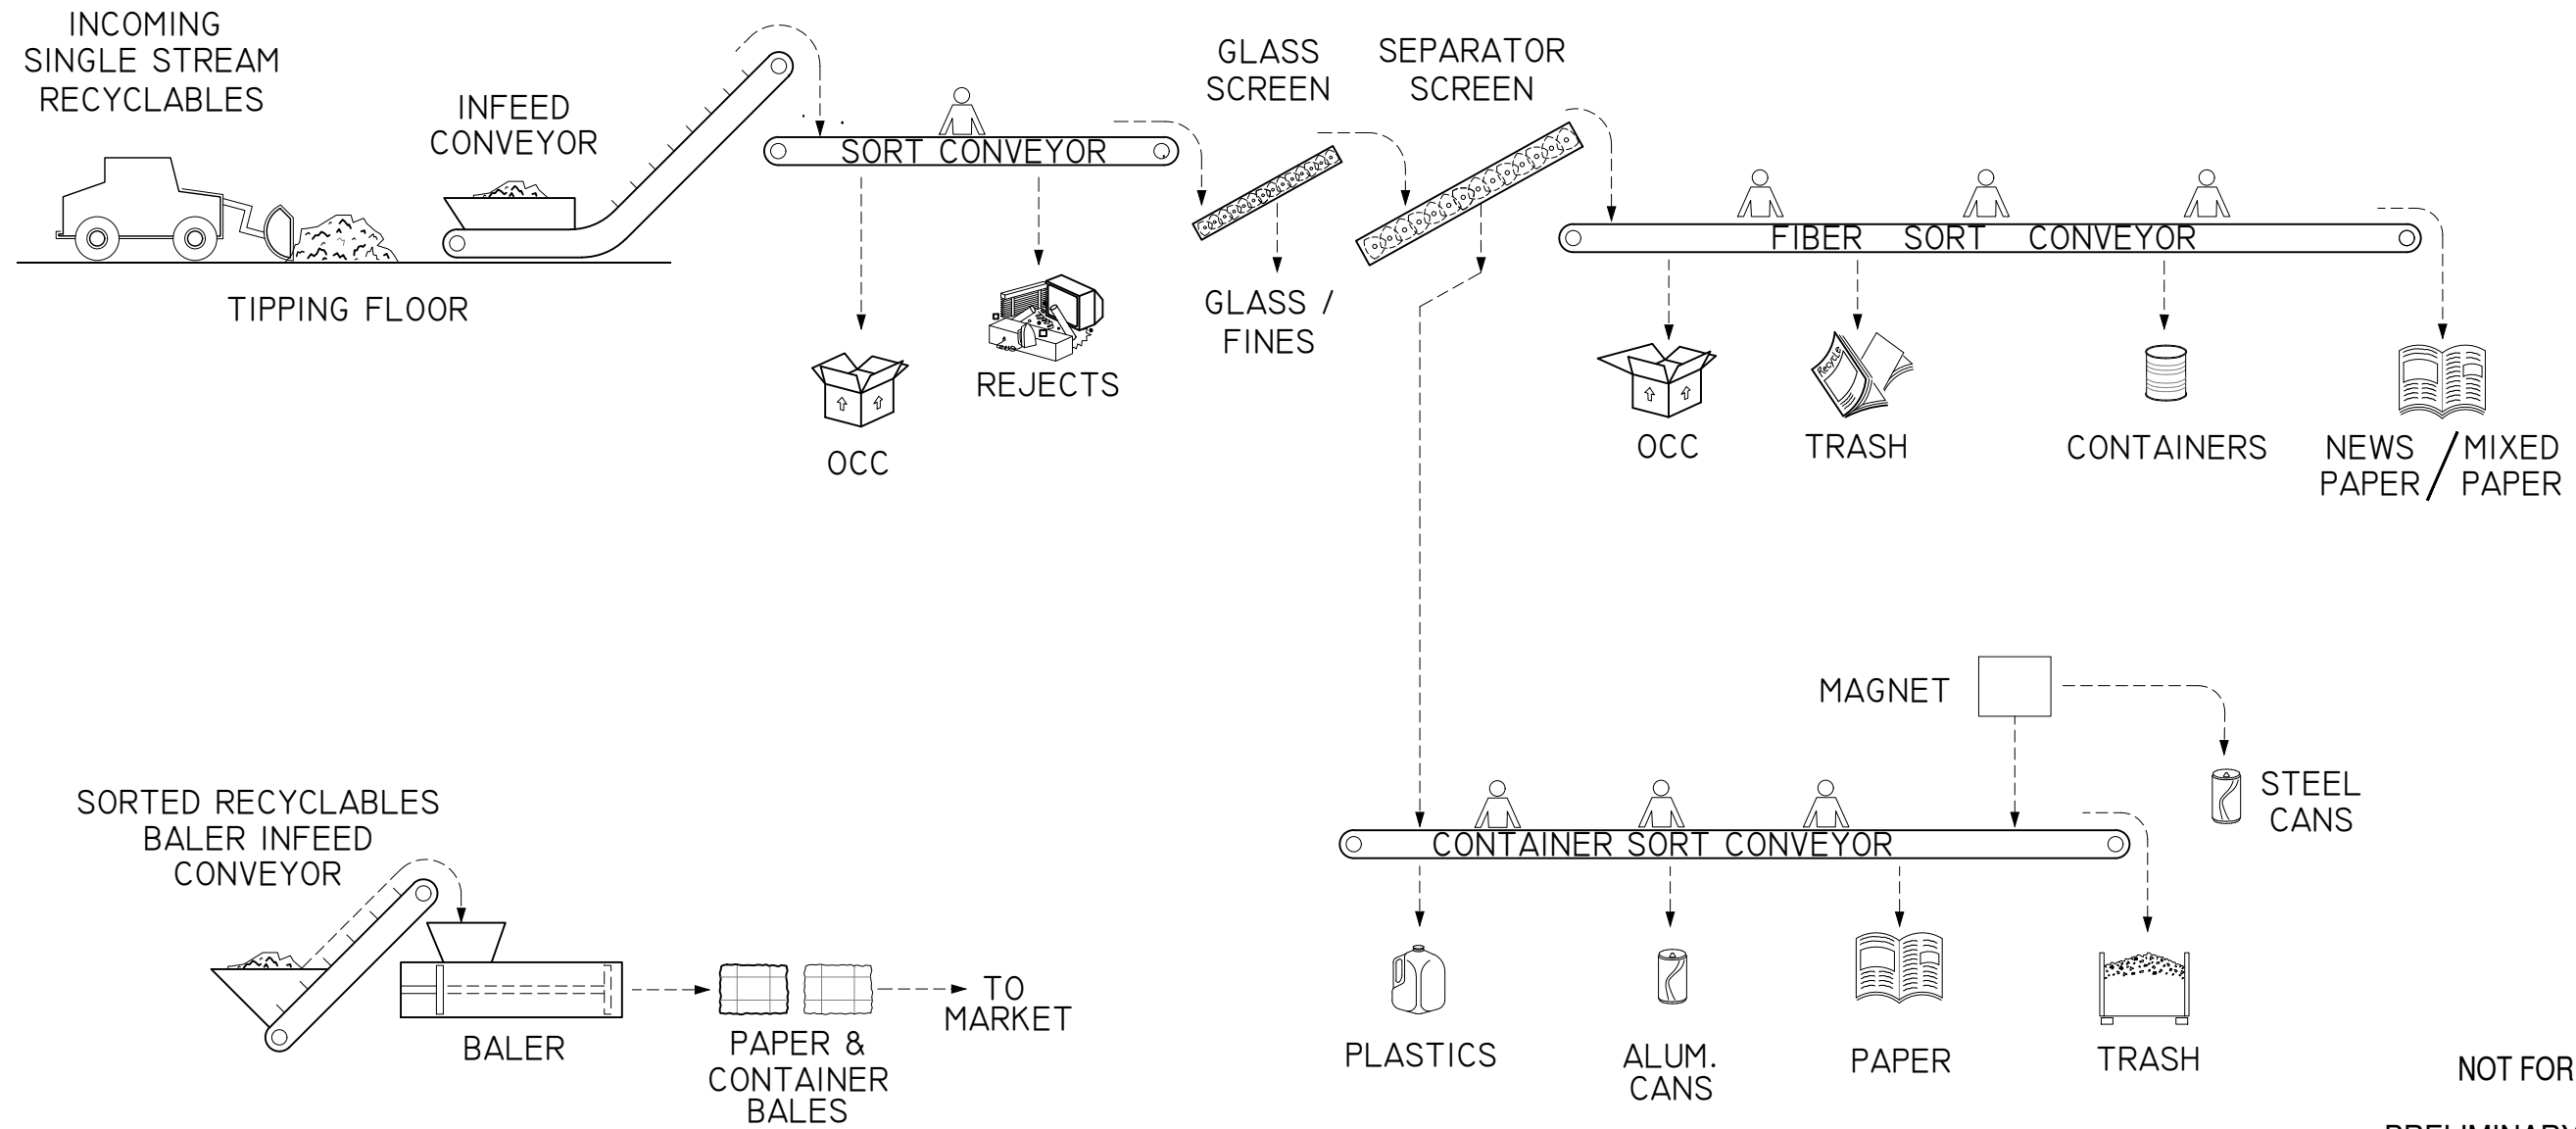 INCOMING
SINGLE STREAM
RECYCLABLES
INFEED
CONVEYOR
TIPPING FLOOR
SORT CONVEYOR
OCC
REJECTS
GLASS
SCREEN
GLASS /
FINES
SEPARATOR
SCREEN
FIBER SORT CONVEYOR
OCC
Recycle
TRASH
CONTAINERS
NEWS / MIXED
PAPER PAPER
MAGNET
STEEL
CANS
CONTAINER SORT CONVEYOR
PLASTICS
ALUM.
CANS
PAPER
TRASH
SORTED RECYCLABLES
BALER INFEED
CONVEYOR
BALER
PAPER &
CONTAINER
BALES
TO
MARKET
NOT FOR
PRELIMINARY